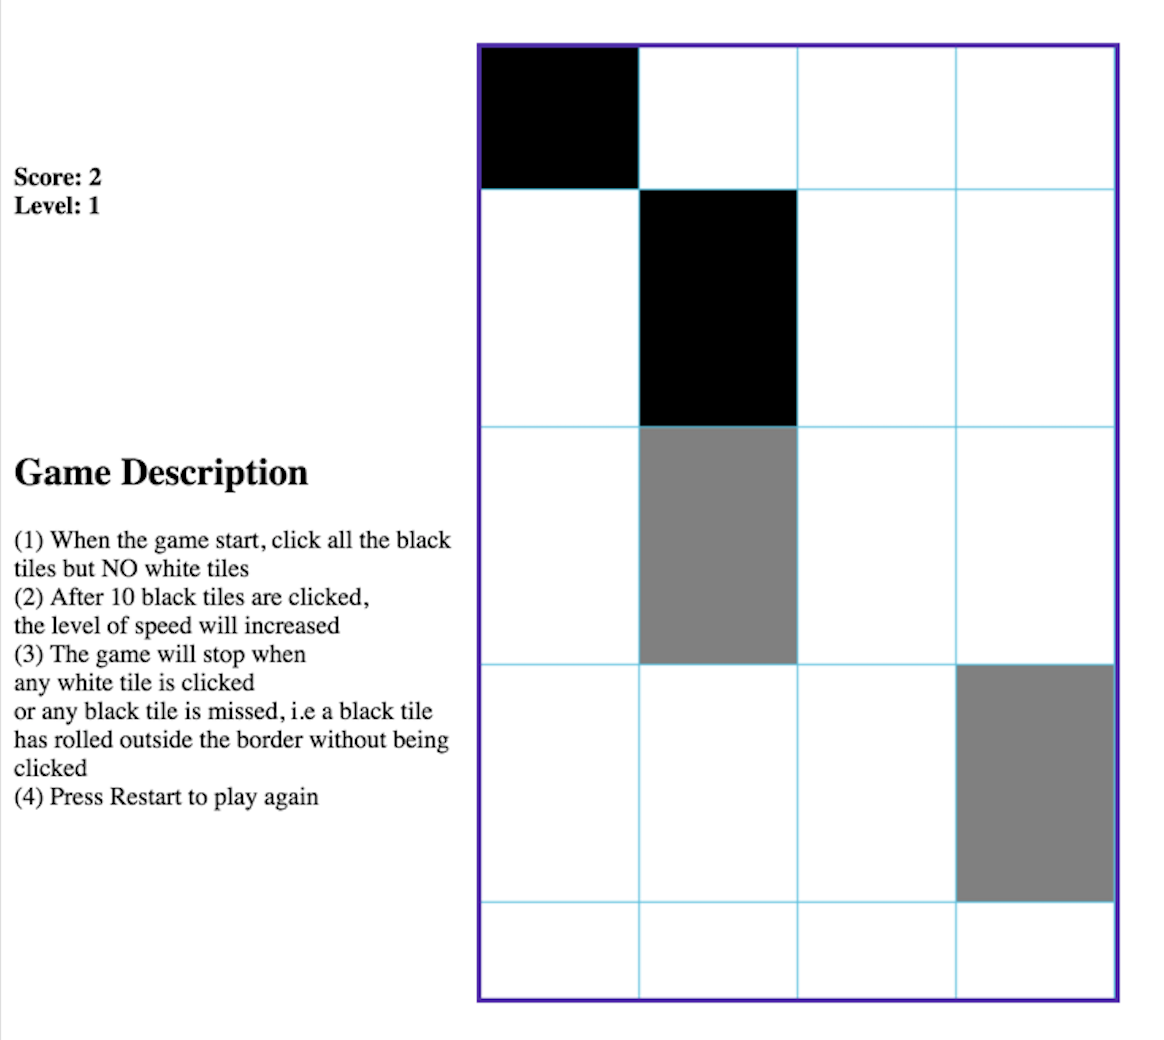 Score: 2
Level: 1
Game Description
(1) When the game start, click all the black
tiles but NO white tiles
(2) After 10 black tiles are clicked,
the level of speed will increased
(3) The game will stop when
any white tile is clicked
or any black tile is missed, i.e a black tile
has rolled outside the border without being
clicked
(4) Press Restart to play again